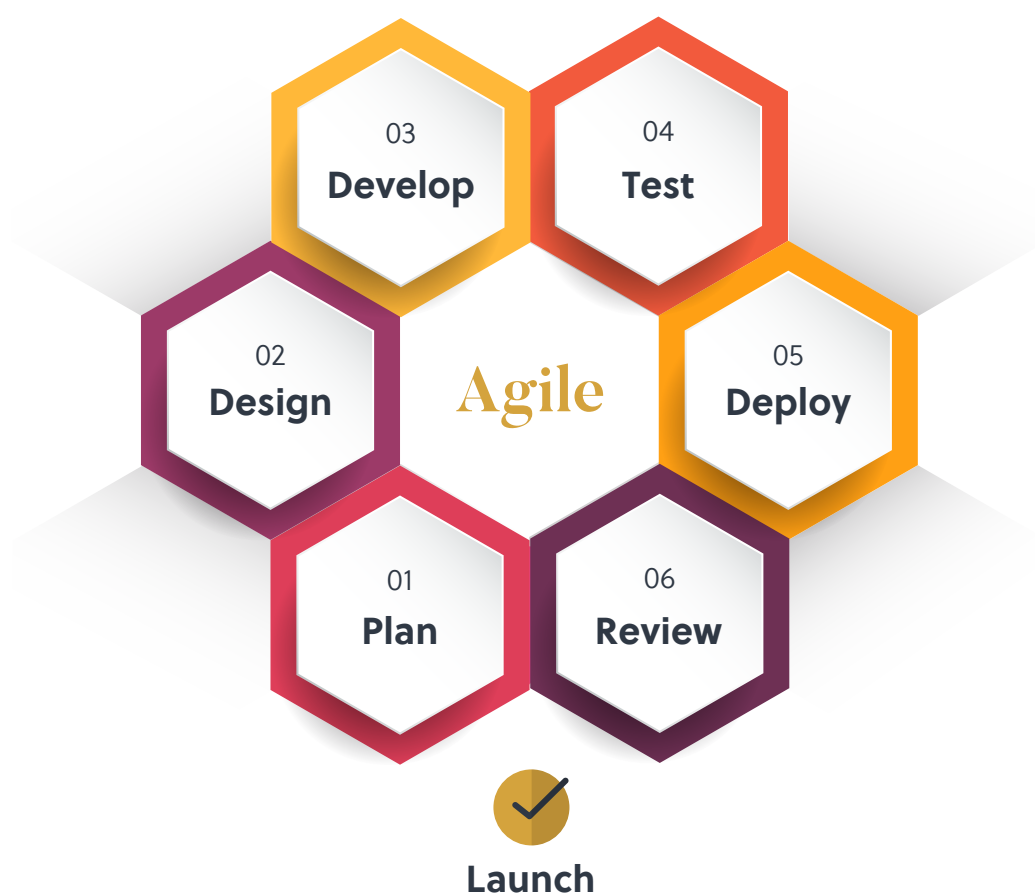 03
Develop
04
Test
02
Design
Agile
05
Deploy
01
Plan
06
Review
Launch